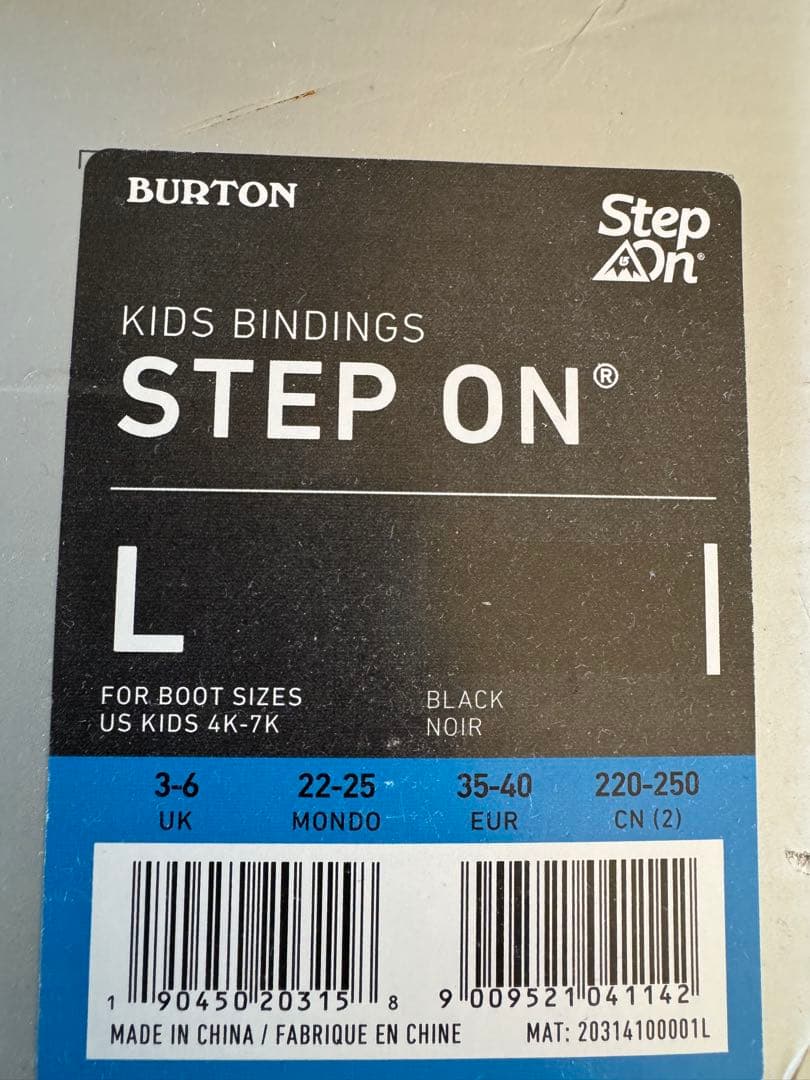 BURTON
Step
On®
KIDS BINDINGS
STEP ON®
L
FOR BOOT SIZES
US KIDS 4K-7K
BLACK
NOIR
3-6 22-25 35-40 220-250
UK MONDO EUR CN (2)
1 90450 20315 8 9 009521 041142
MADE IN CHINA / FABRIQUE EN CHINE MAT: 20314100001L